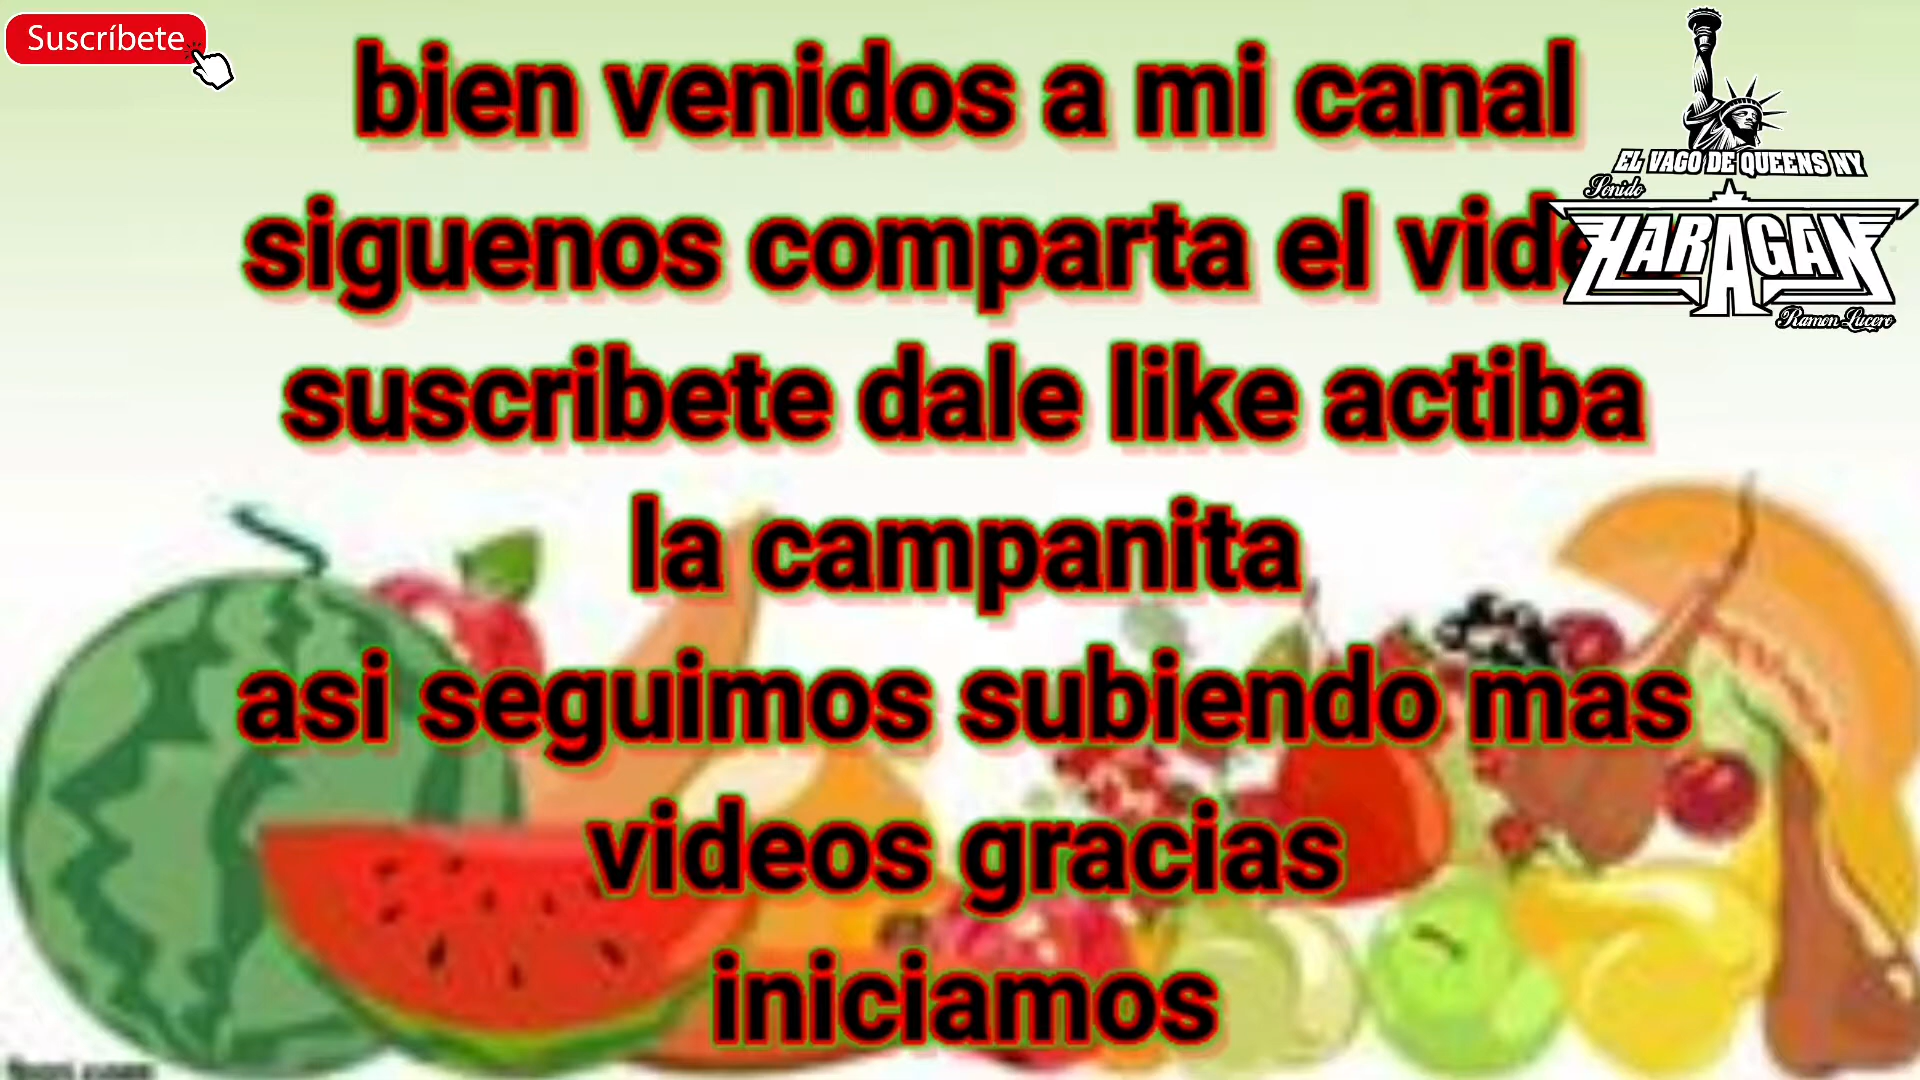 Suscríbete
bien venidos a mi canal
EL VAGO DE QUEENS NY
Sonido
HARAGAN
Ramon Lucero
siguenos comparta el vide
suscribete dale like actiba
la campanita
asi seguimos subiendo mas
videos gracias
iniciamos